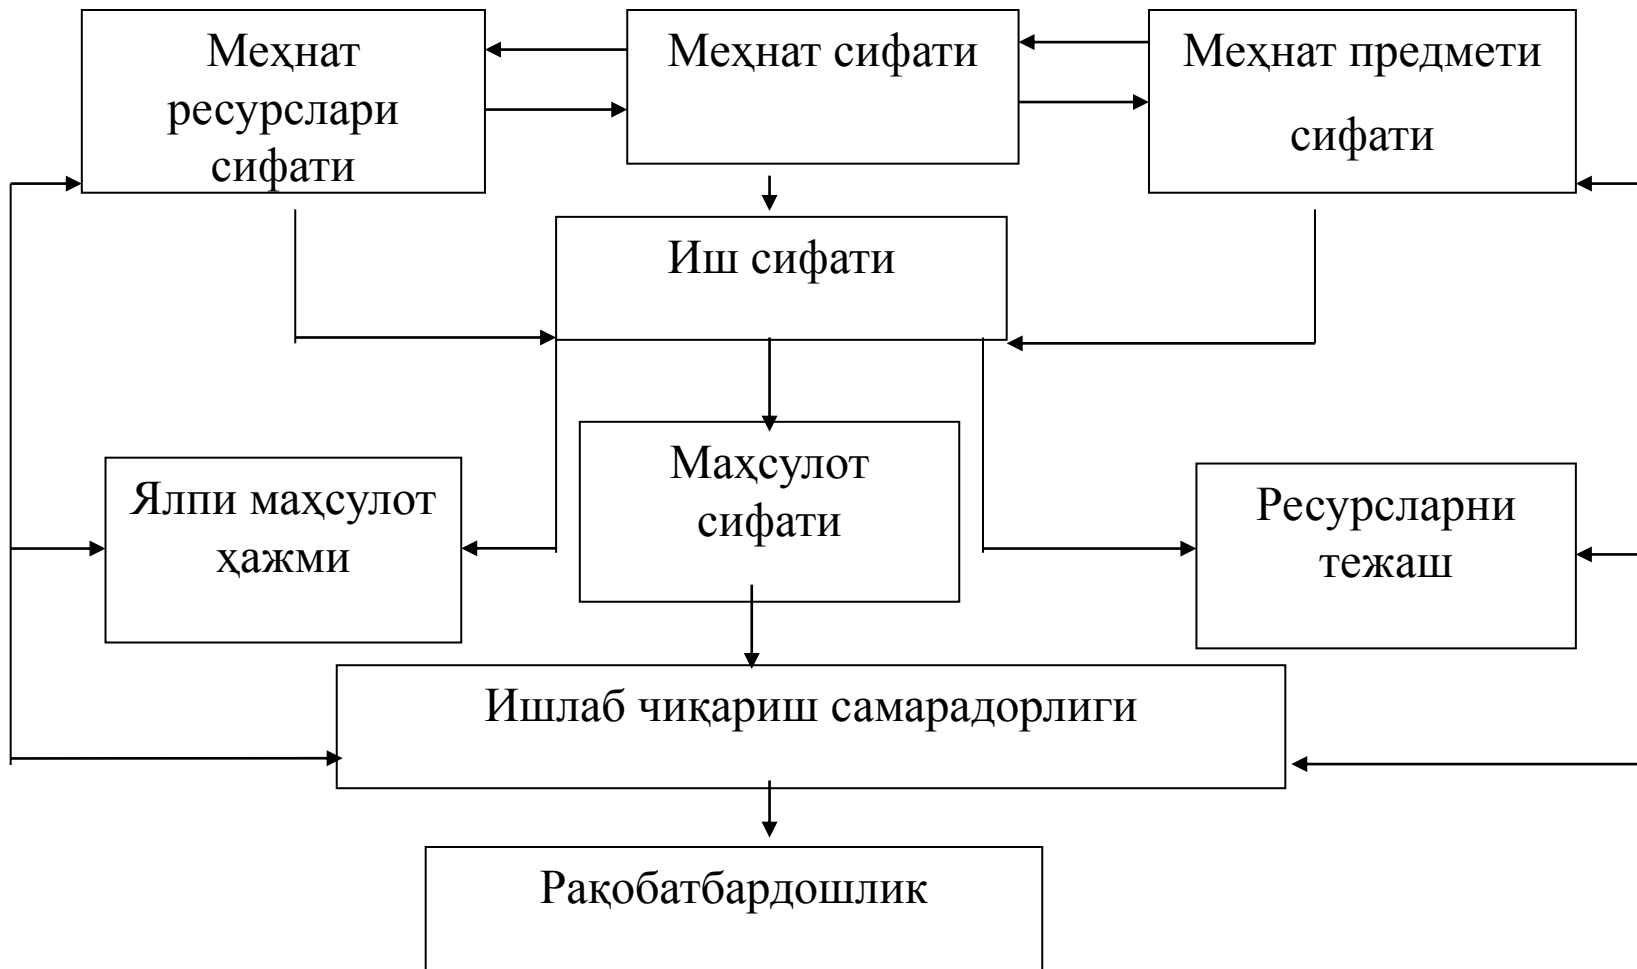 Меҳнат
ресурслари
сифати
Меҳнат сифати
Меҳнат предмети
сифати
Иш сифати
Ялпи маҳсулот
ҳажми
Маҳсулот
сифати
Ресурсларни
тежаш
Ишлаб чиқариш самарадорлиги
Рақобатбардошлик